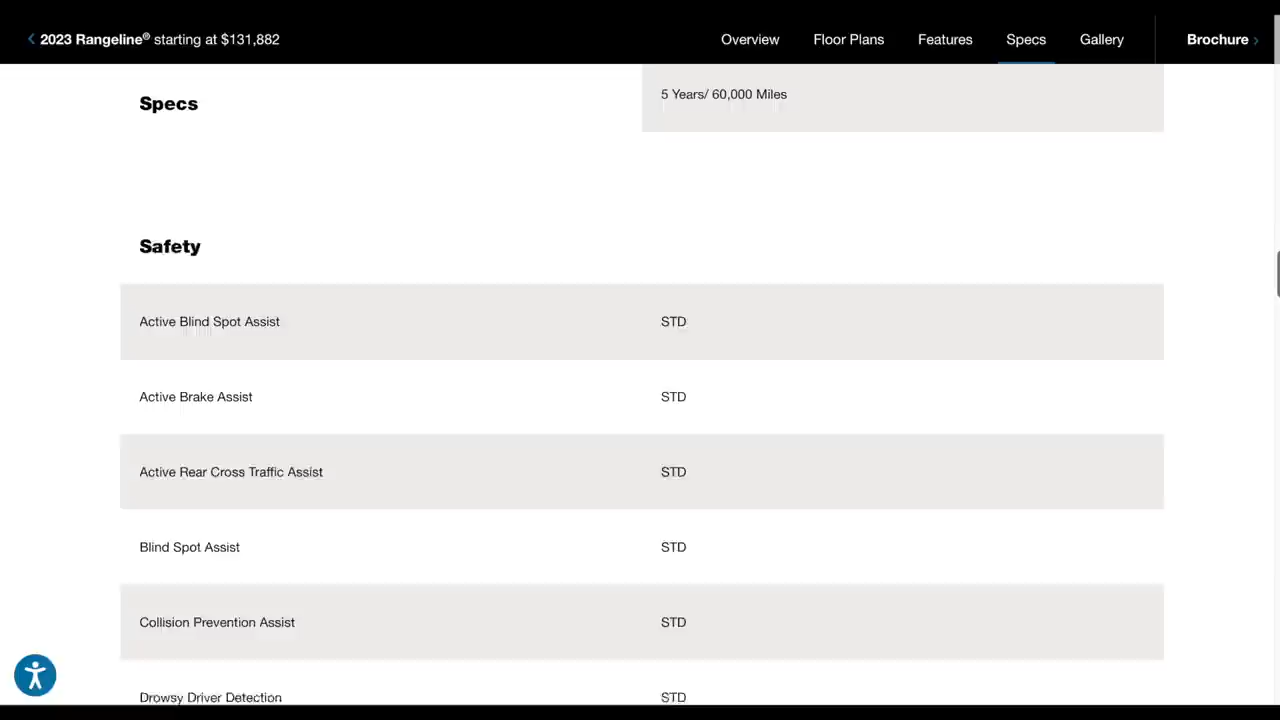 2023 Rangeline® starting at $131,882
Overview Floor Plans Features Specs Gallery Brochure
Specs
5 Years/ 60,000 Miles
Safety
Active Blind Spot Assist STD
Active Brake Assist STD
Active Rear Cross Traffic Assist STD
Blind Spot Assist STD
Collision Prevention Assist STD
Drowsy Driver Detection STD